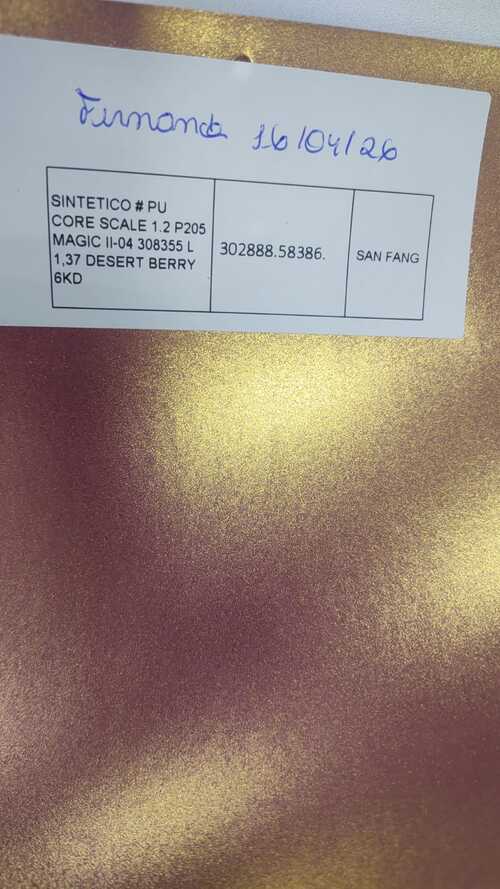 Fernanda 16/04/26
SINTETICO # PU
CORE SCALE 1.2 P205
MAGIC II-04 308355 L
1,37 DESERT BERRY
6KD
302888.58386.
SAN FANG